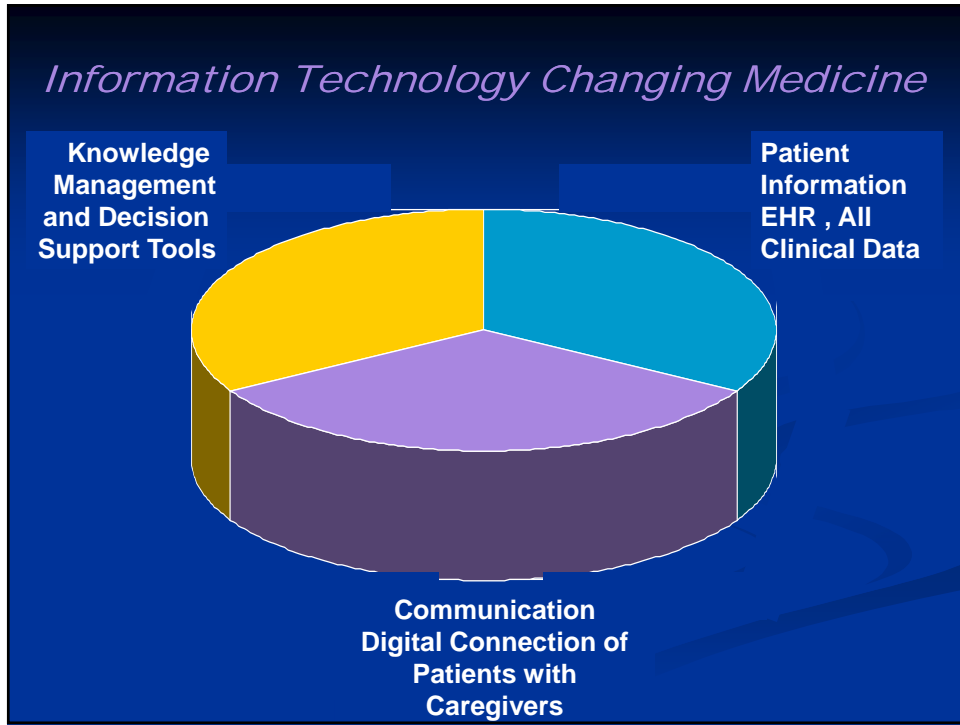 Information Technology Changing Medicine
Knowledge
Management
and Decision
Support Tools
Patient
Information
EHR , All
Clinical Data
Communication
Digital Connection of
Patients with
Caregivers